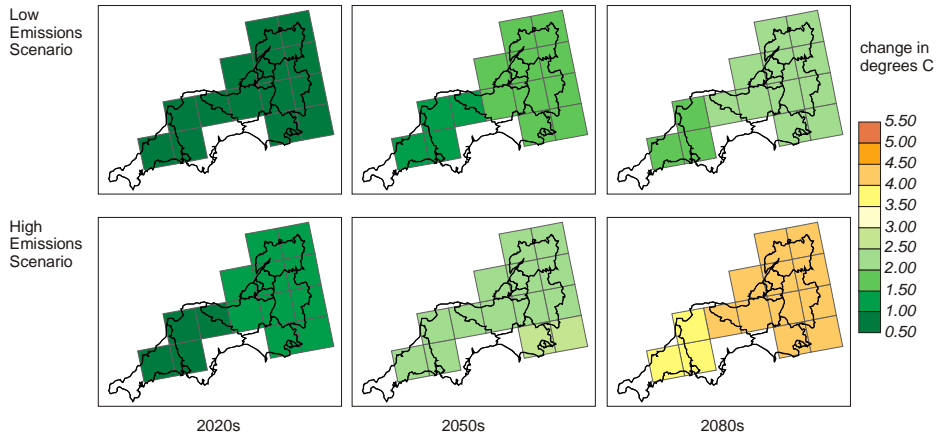 Low
Emissions
Scenario
change in
degrees C
5.50
5.00
4.50
4.00
3.50
3.00
2.50
2.00
1.50
1.00
0.50
High
Emissions
Scenario
2020s
2050s
2080s